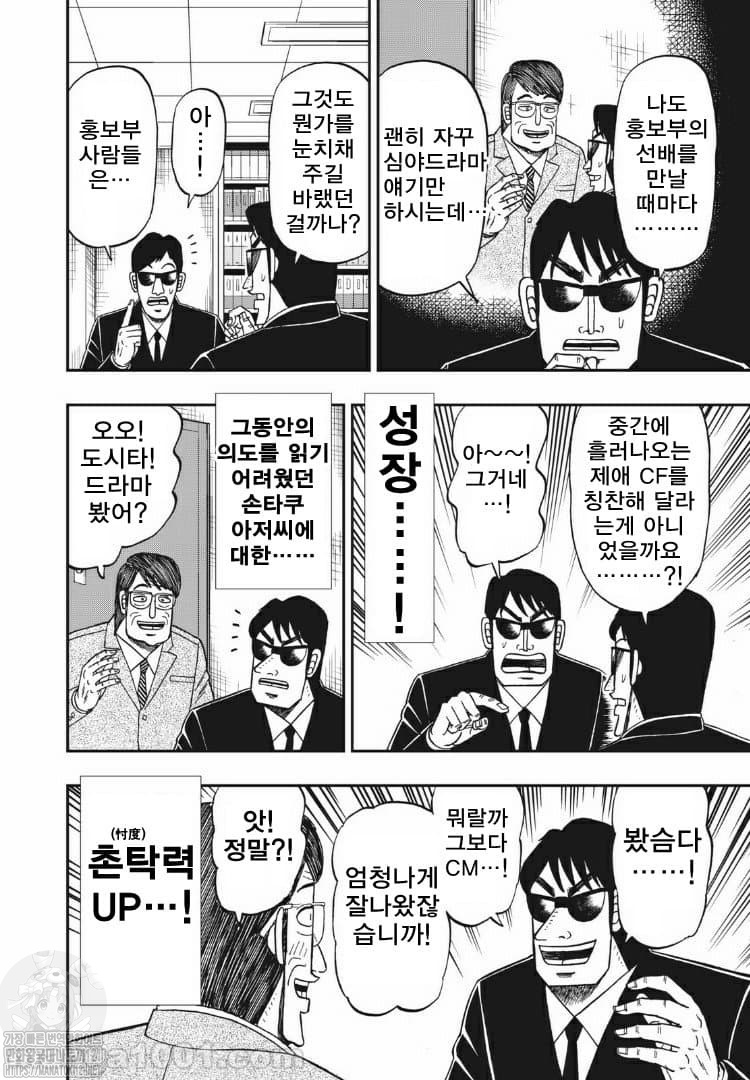 나도
홍보부의
선배를
만날
때마다
………
괜히 자꾸
심야드라마
얘기만
하시는데…
그것도
뭔가를
눈치채
주길
바랬던
걸까나?
아
…!
홍보부
사람들
은…
중간에
흘러나오는
제애 CF를
칭찬해 달라
는게 아니
었을까요
………?!
아~~!
그거네
…!
성장……!
그동안의
의도를 읽기
어려웠던
손타쿠
아저씨에
대한……
오오!
도시타!
드라마
봤어?
봤슴다
……!
뭐랄까
그보다
CM…!
엄청나게
잘나왔잖
습니까!
앗!
정말?!
(忖度)
촌탁력
UP…!
HTTPS://MANATOKI